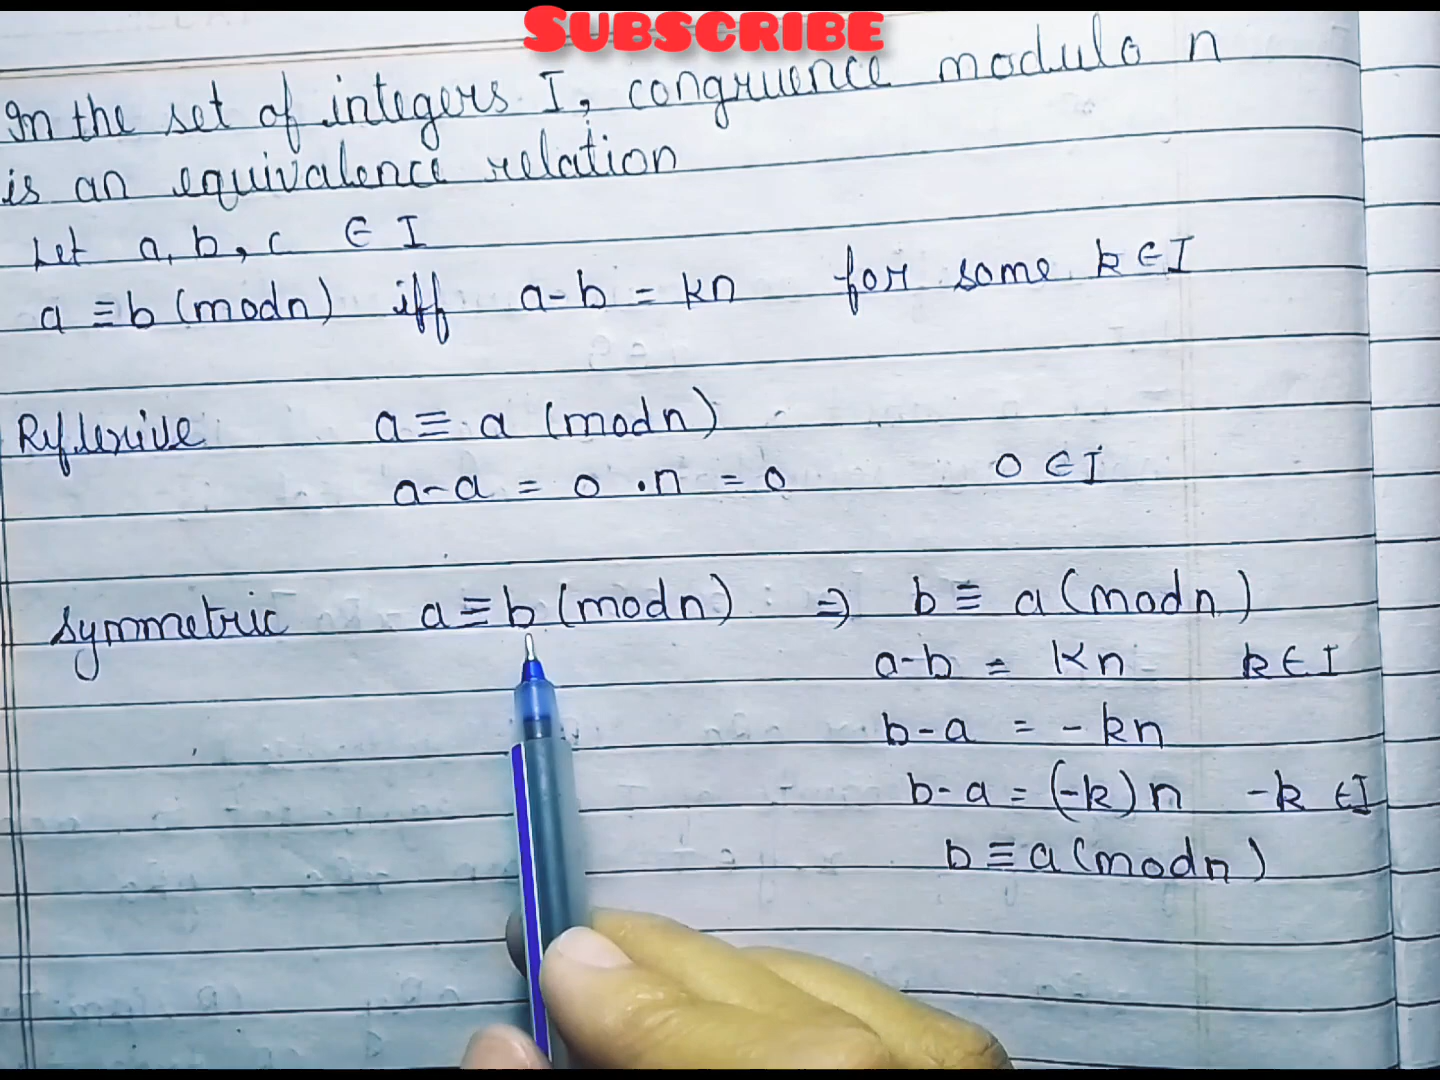 SUBSCRIBE
In the set of integers I, congruence modulo n
is an equivalence relation
Let a, b, c ∈ I
a ≡ b (mod n) iff a-b = kn for some k ∈ I
Reflexive a ≡ a (mod n)
a-a = 0 .n = 0 0 ∈ I
Symmetric a ≡ b (mod n) ⇒ b ≡ a (mod n)
a-b = kn k ∈ I
b-a = -kn
b-a = (-k) n -k ∈ I
b ≡ a (mod n)